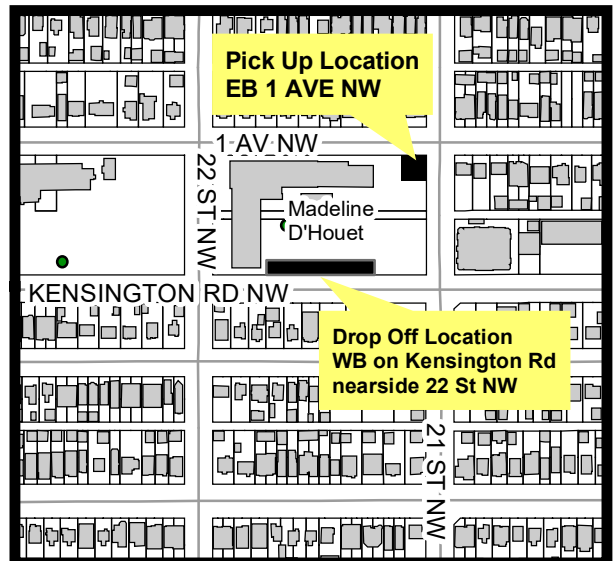 Pick Up Location
EB 1 AVE NW
1 AV NW
22 ST NW
Madeline
D'Houet
KENSINGTON RD NW
Drop Off Location
WB on Kensington Rd
nearside 22 St NW
21 ST NW